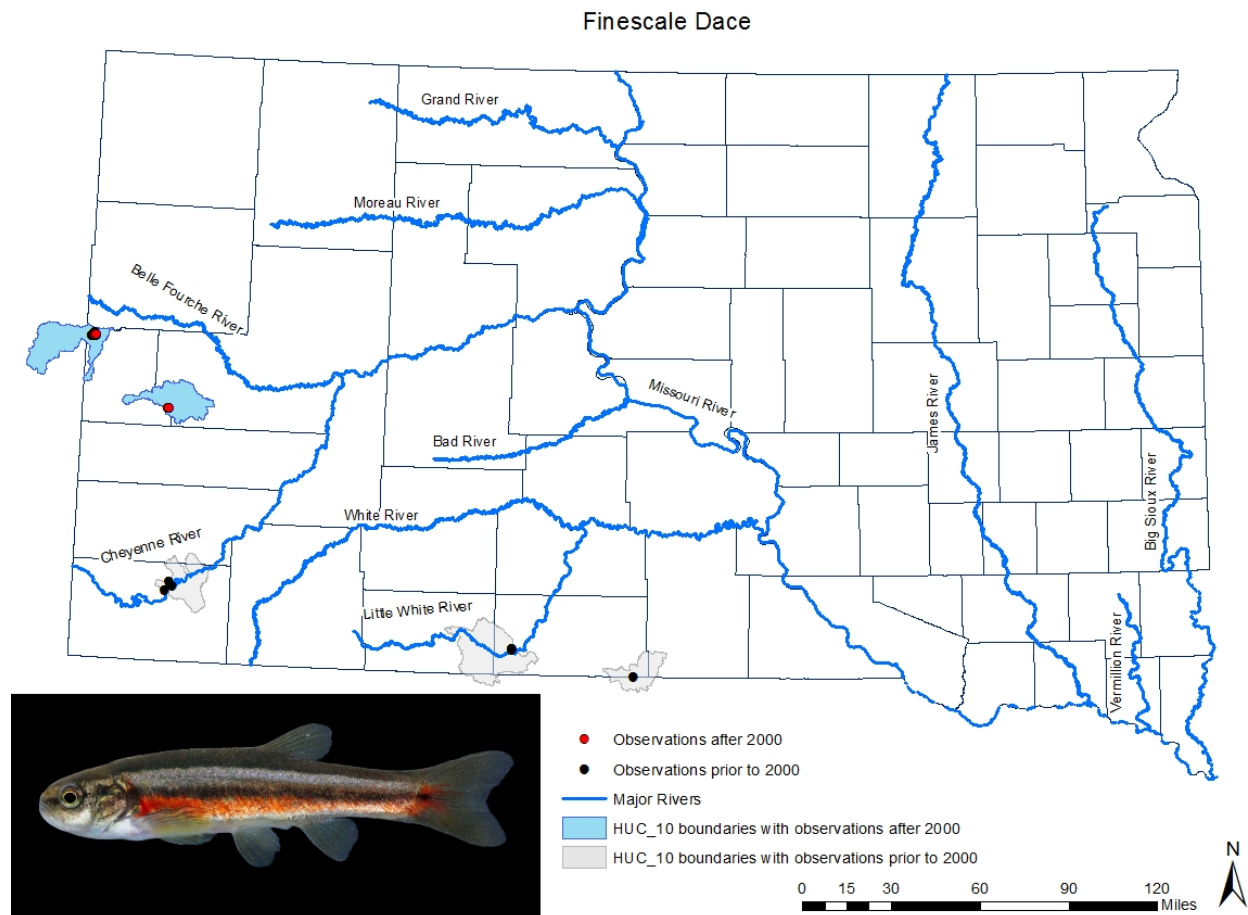 Finescale Dace
Grand River
Moreau River
Belle Fourche River
Missouri River
James River
Bad River
Big Sioux River
White River
Cheyenne River
Little White River
Vermillion River
Observations after 2000
Observations prior to 2000
Major Rivers
HUC_10 boundaries with observations after 2000
HUC_10 boundaries with observations prior to 2000
N
0 15 30 60 90 120
Miles